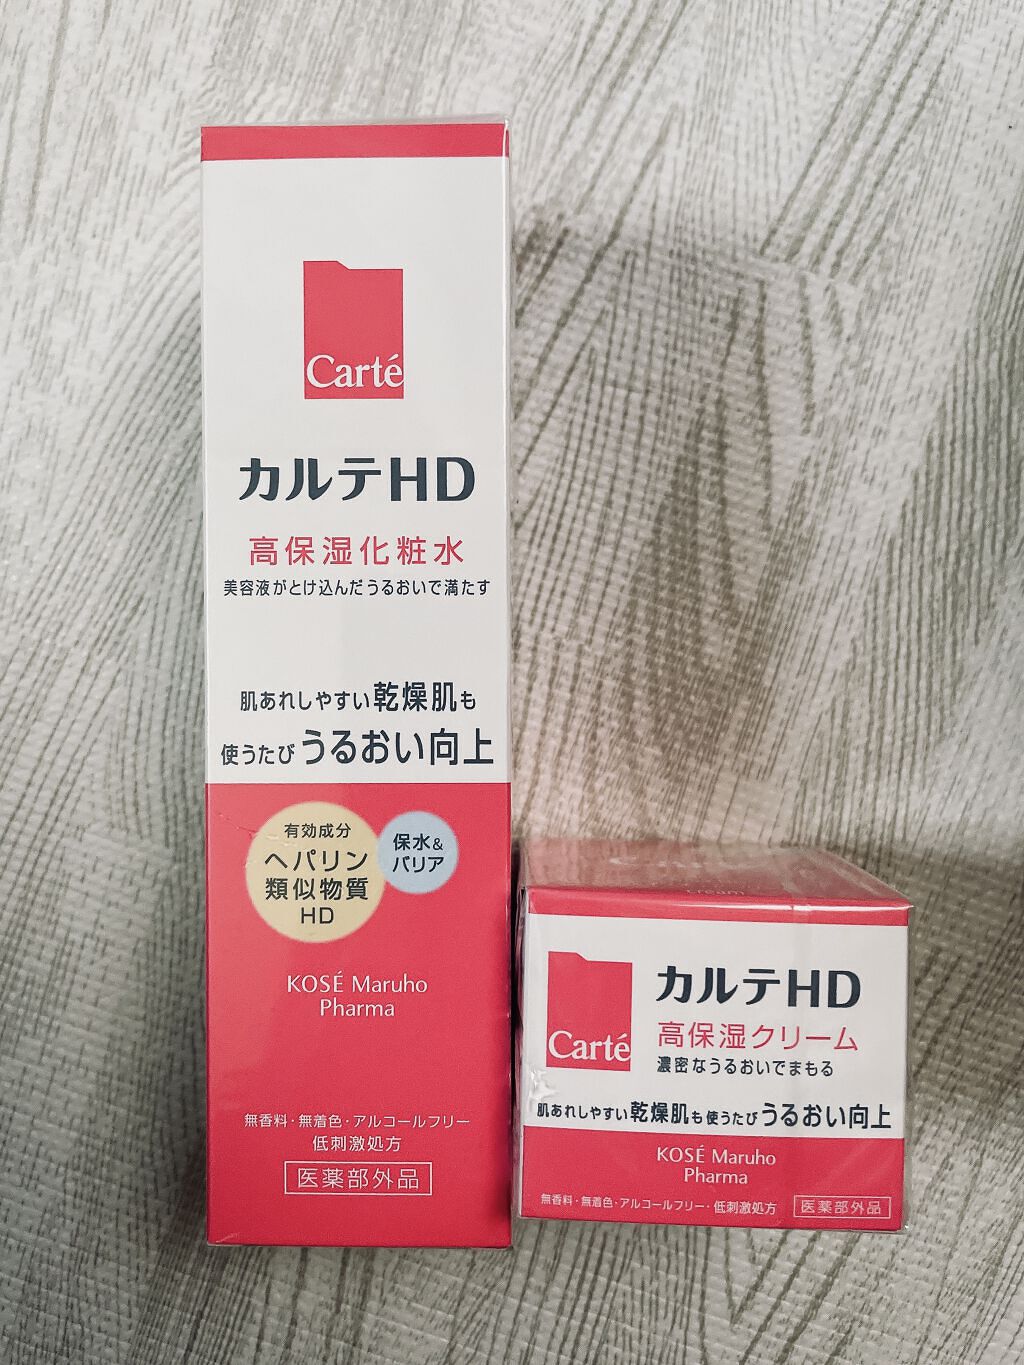 Carté
カルテHD
高保湿化粧水
美容液がとけ込んだうるおいで満たす
肌あれしやすい乾燥肌も
使うたびうるおい向上
有効成分
ヘパリン
類似物質
HD
保水&
バリア
KOSÉ Maruho
Pharma
無香料・無着色・アルコールフリー
低刺激処方
医薬部外品
cream
Carté
カルテHD
高保湿クリーム
濃密なうるおいでまもる
肌あれしやすい乾燥肌も使うたびうるおい向上
KOSÉ Maruho
Pharma
無香料・無着色・アルコールフリー・低刺激処方
医薬部外品